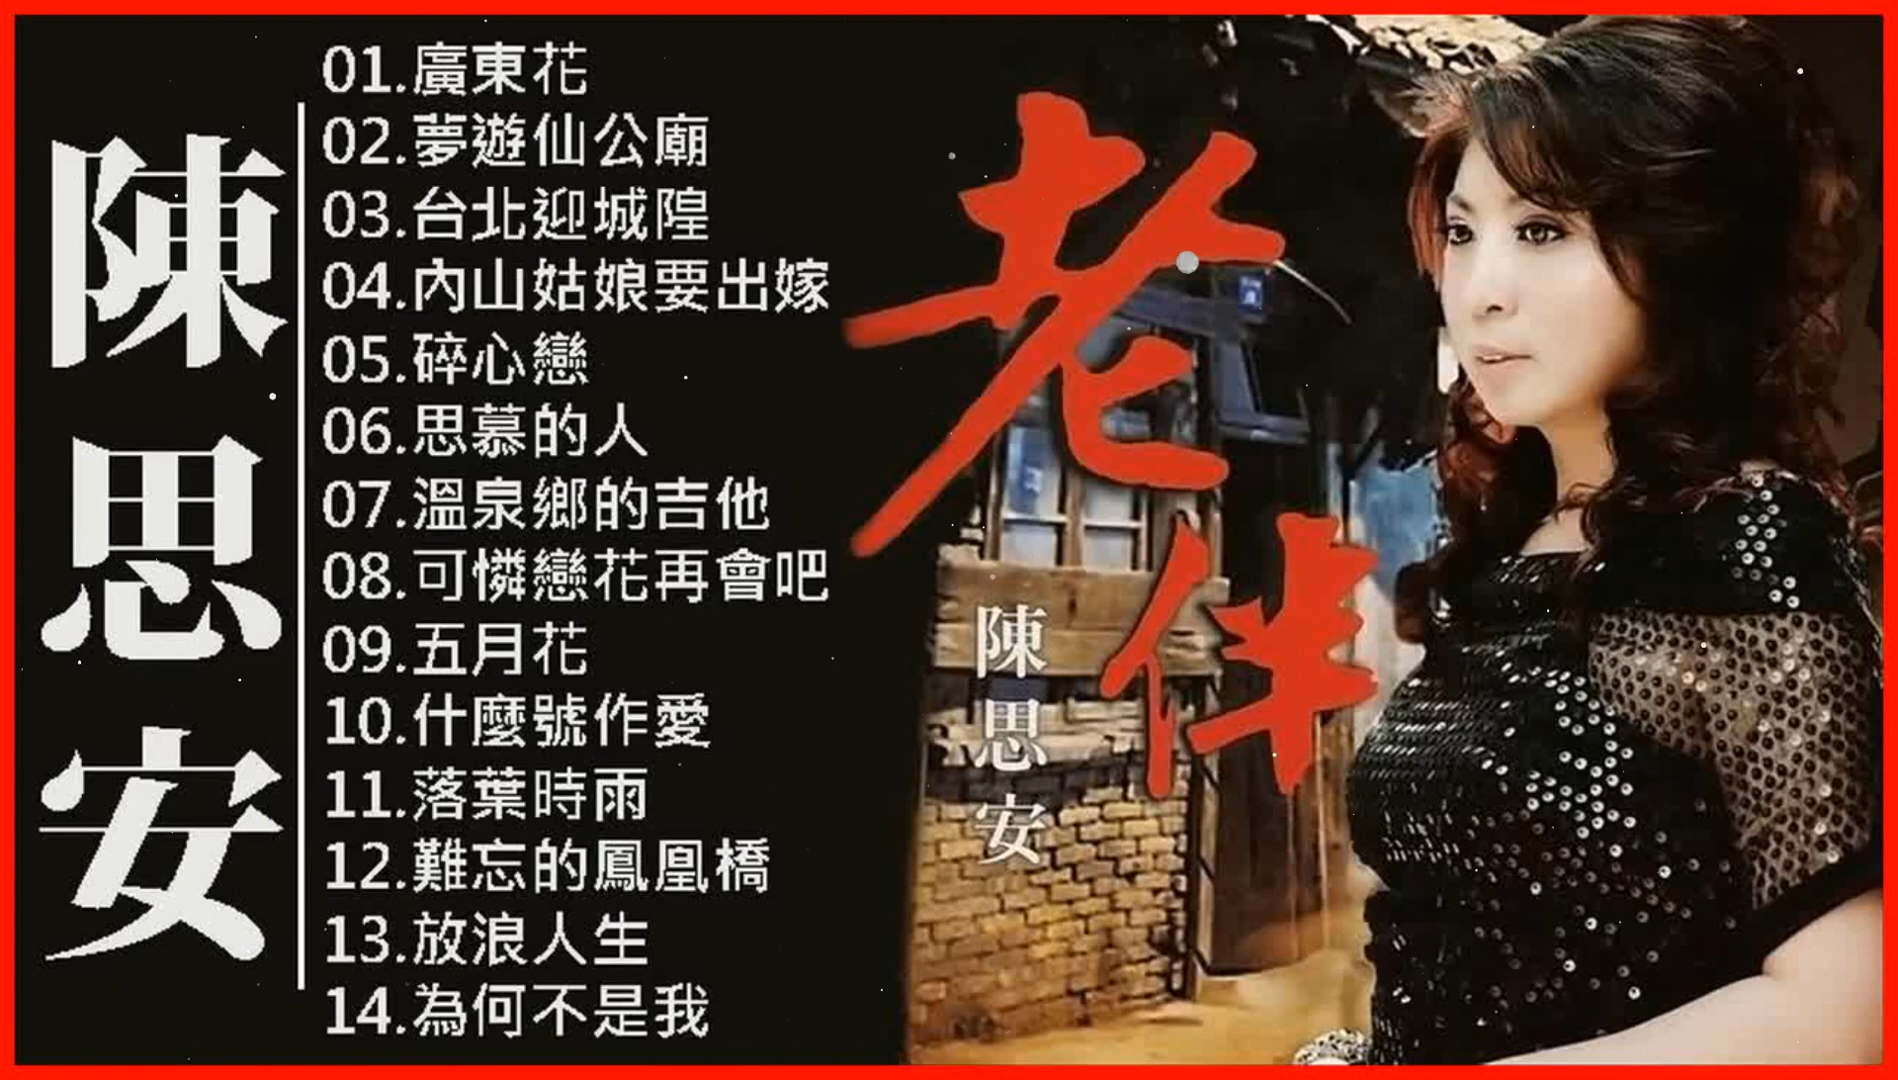 陳思安
01.廣東花
02.夢遊仙公廟
03.台北迎城隍
04.內山姑娘要出嫁
05.碎心戀
06.思慕的人
07.溫泉鄉的吉他
08.可憐戀花再會吧
09.五月花
10.什麼號作愛
11.落葉時雨
12.難忘的鳳凰橋
13.放浪人生
14.為何不是我
老伴
陳思安